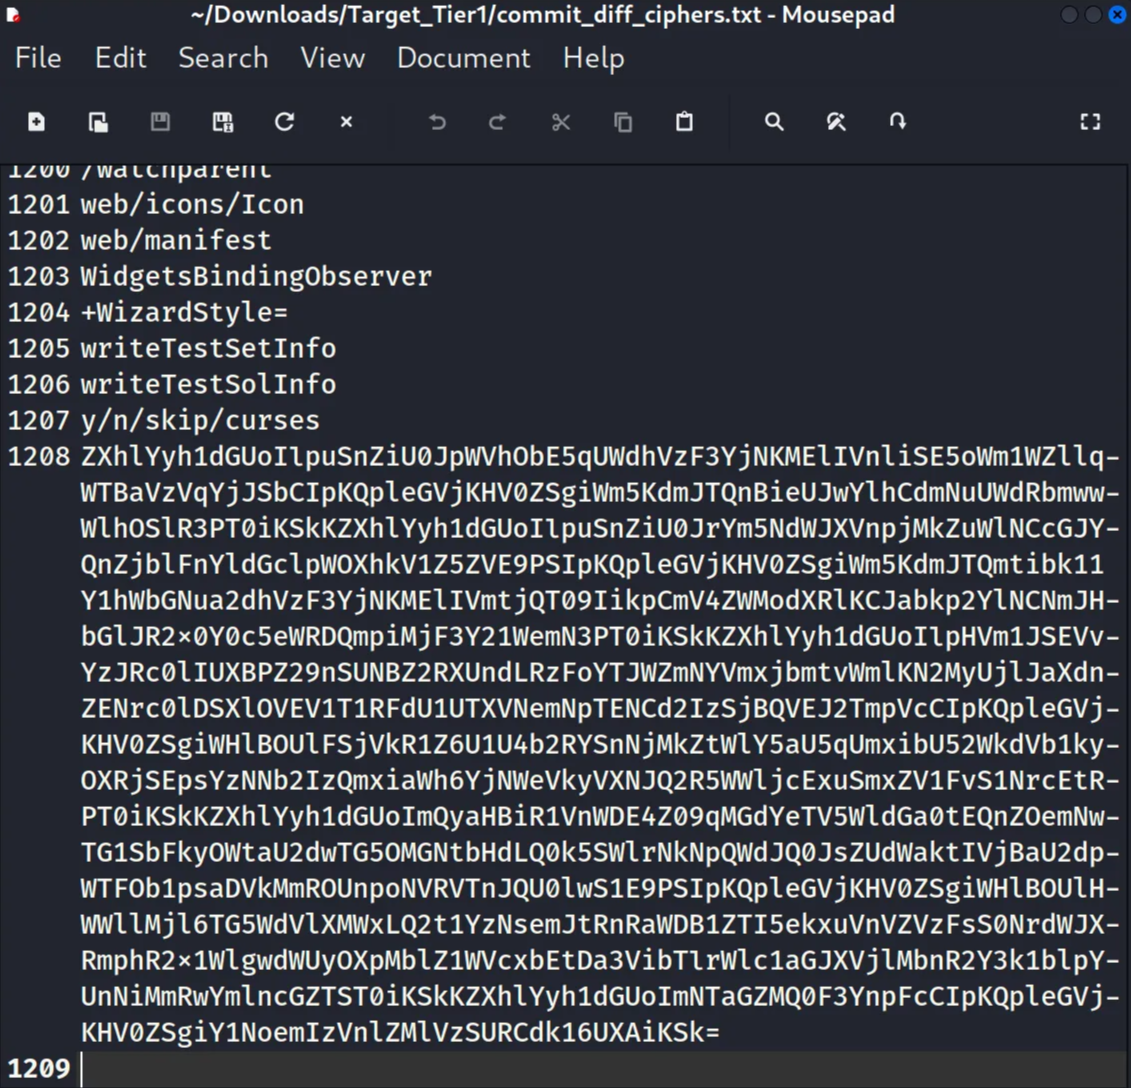 ~/Downloads/Target_Tier1/commit_diff_ciphers.txt - Mousepad
File Edit Search View Document Help
1200 /watchparent
1201 web/icons/Icon
1202 web/manifest
1203 WidgetsBindingObserver
1204 +WizardStyle=
1205 writeTestSetInfo
1206 writeTestSolInfo
1207 y/n/skip/curses
1208 ZXhlYyh1dGUoIlpuSnZiU0JpWVhObE5qUWdhVzF3YjNKMElIVnliSE5oWm1WZllq-
WTBaVzVqYjJSbCIpKQpleGVjKHV0ZSgiWm5KdmJTQnBieUJwYlhCdmNuUWdRbmww-
WlhOSlR3PT0iKSkKZXhlYyh1dGUoIlpuSnZiU0JrYm5NdWJXVnpjMkZuWlNCcGJY-
QnZjblFnYldGclpWOXhkV1Z5ZVE9PSIpKQpleGVjKHV0ZSgiWm5KdmJTQmtibk11
Y1hWbGNua2dhVzF3YjNKMElIVmtjQT09IikpCmV4ZWModXRlKCJabkp2YlNCNmJH-
bGlJR2×0Y0c5eWRDQmpiMjF3Y21WemN3PT0iKSkKZXhlYyh1dGUoIlpHVm1JSEVv-
YzJRc0lIUXBPZ29nSUNBZ2RXUndLRzFoYTJWZmNYVmxjbmtvWmlKN2MyUjlJaXdn-
ZENrc0lDSXlOVEV1T1RFdU1UTXVNemNpTENCd2IzSjBQVEJ2TmpVcCIpKQpleGVj-
KHV0ZSgiWHlBOUlFSjVkR1Z6U1U4b2RYSnNjMkZtWlY5aU5qUmxibU52WkdVb1ky-
OXRjSEpsYzNNb2IzQmxiaWh6YjNWeVkyVXNJQ2R5WWljcExuSmxZV1FvS1NrcEtR-
PT0iKSkKZXhlYyh1dGUoImQyaHBiR1VnWDE4Z09qMGdYeTV5WldGa0tEQnZOemNw-
TG1SbFkyOWtaU2dwTG5OMGNtbHdLQ0k5SWlrNkNpQWdJQ0JsZUdWaktIVjBaU2dp-
WTFOb1psaDVkMmROUnpoNVRVTnJQU0lwS1E9PSIpKQpleGVjKHV0ZSgiWHlBOUlH-
WWllMjl6TG5WdVlXMWxLQ2t1YzNsemJtRnRaWDB1ZTI5ekxuVnVZVzFsS0NrdWJX-
RmphR2×1WlgwdWUyOXpMblZ1WVcxbEtDa3VibTlrWlc1aGJXVjlMbnR2Y3k1blpY-
UnNiMmRwYmlncGZTST0iKSkKZXhlYyh1dGUoImNTaGZMQ0F3YnpFcCIpKQpleGVj-
KHV0ZSgiY1NoemIzVnlZMlVzSURCdk16UXAiKSk=
1209